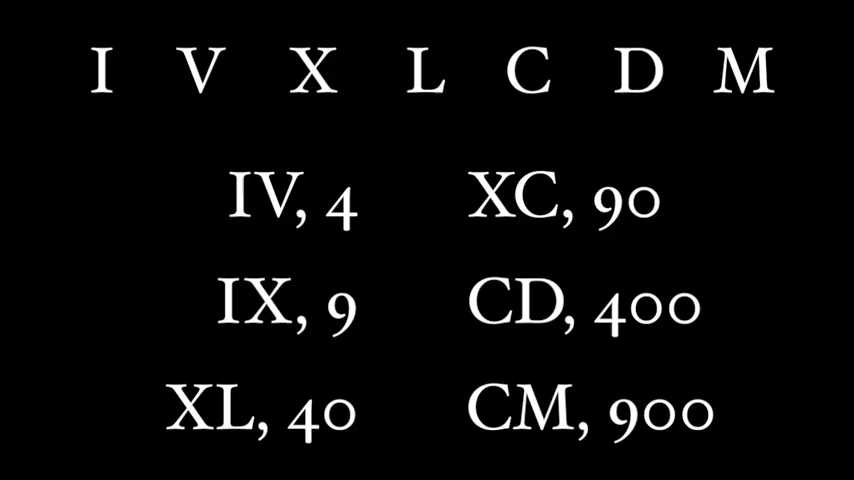 I V X L C D M
IV, 4 XC, 90
IX, 9 CD, 400
XL, 40 CM, 900